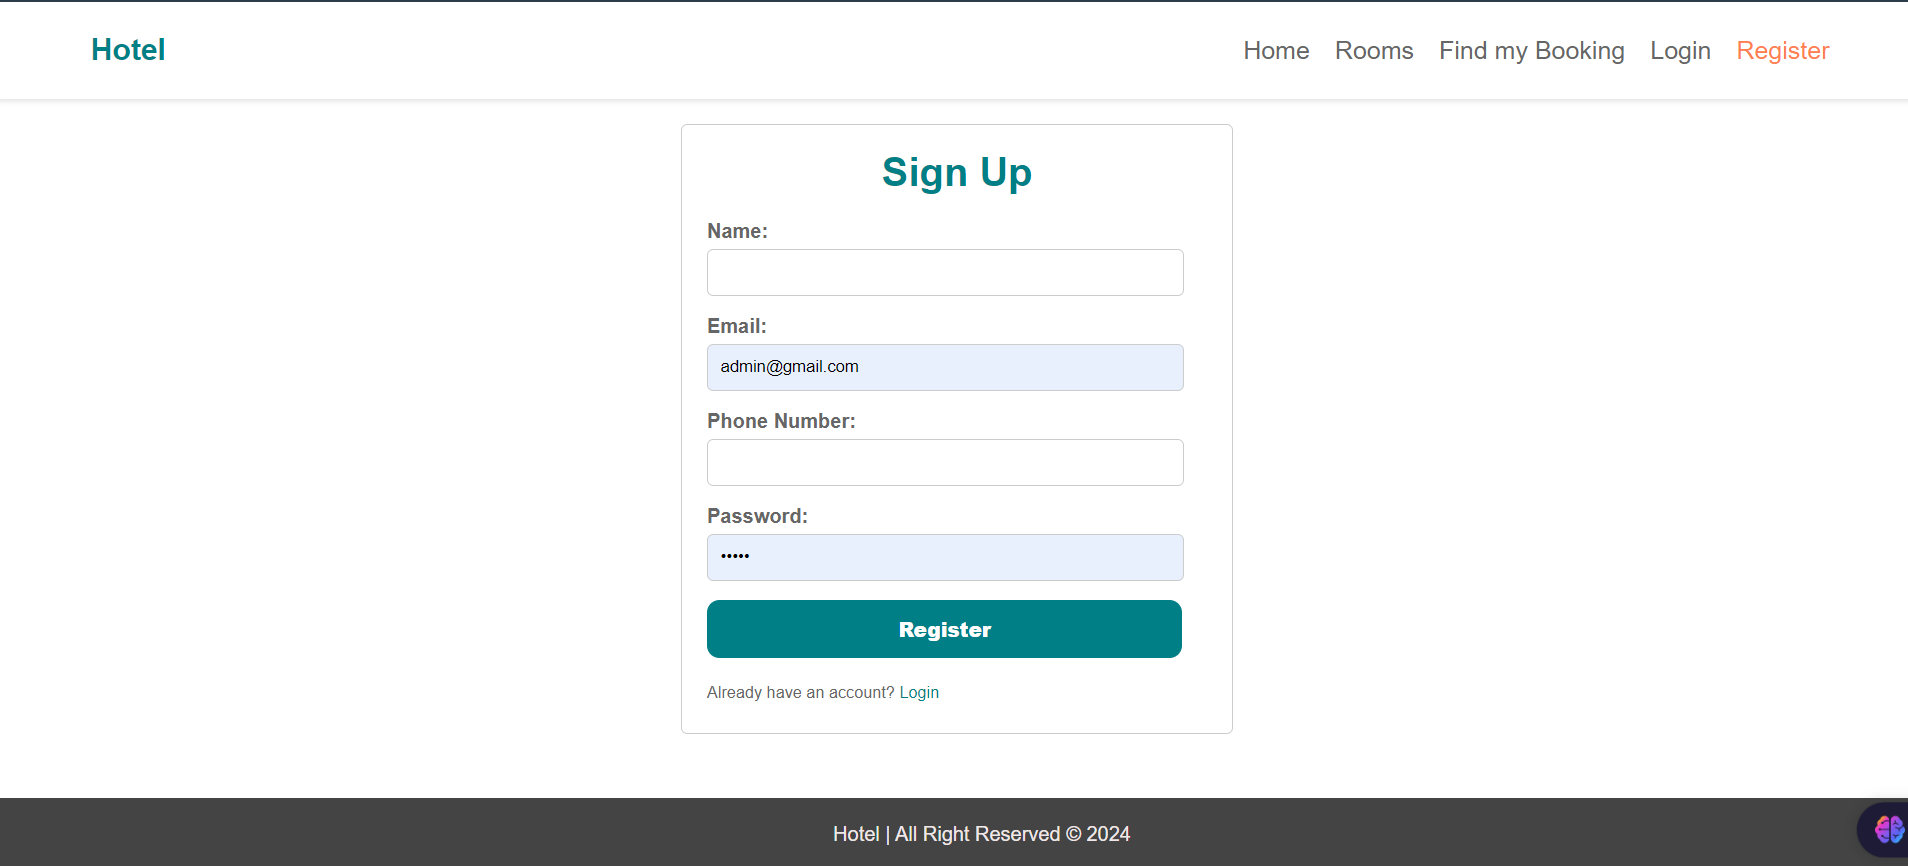 Hotel
Home Rooms Find my Booking Login Register
Sign Up
Name:
Email:
admin@gmail.com
Phone Number:
Password:
•••••
Register
Already have an account? Login
Hotel | All Right Reserved © 2024